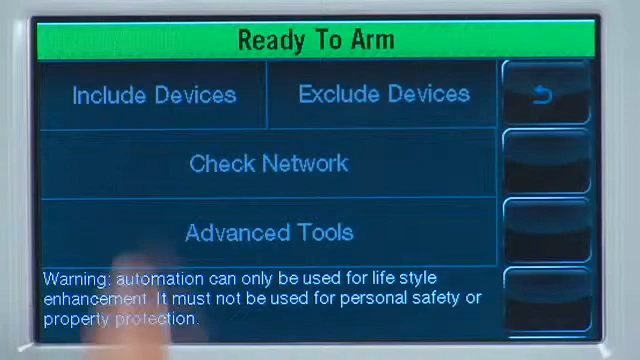 Ready To Arm
Include Devices
Exclude Devices
Check Network
Advanced Tools
Warning: automation can only be used for life style
enhancement. It must not be used for personal safety or
property protection.